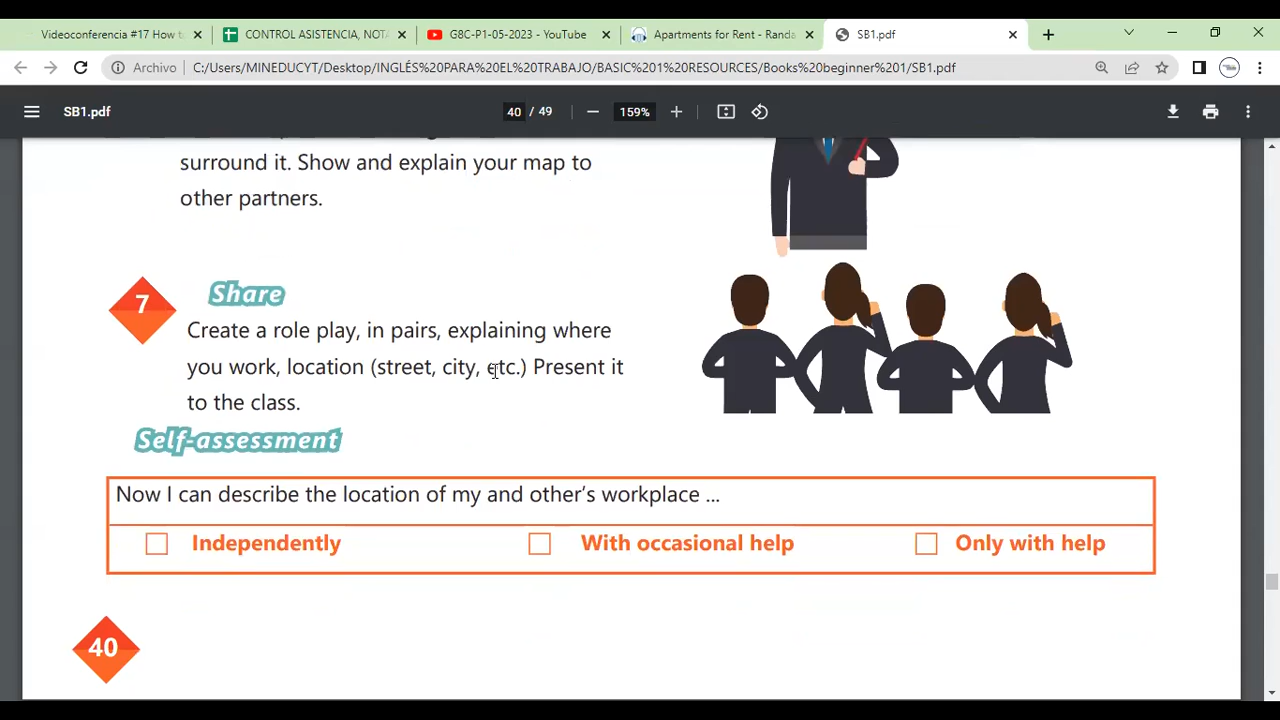 Videoconferencia #17 How t
CONTROL ASISTENCIA, NOTA
G8C-P1-05-2023 - YouTube
Apartments for Rent - Randa
SB1.pdf
Archivo
C:/Users/MINEDUCYT/Desktop/INGLÉS%20PARA%20EL%20TRABAJO/BASIC%201%20RESOURCES/Books%20beginner%201/SB1.pdf
SB1.pdf
40 / 49
159%
surround it. Show and explain your map to
other partners.
7
Share
Create a role play, in pairs, explaining where
you work, location (street, city, etc.) Present it
to the class.
Self-assessment
Now I can describe the location of my and other's workplace ...
Independently
With occasional help
Only with help
40